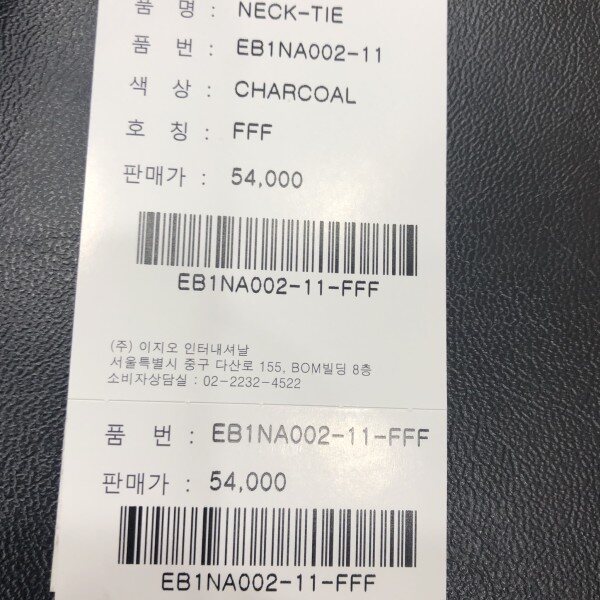 품 명 : NECK-TIE
품 번 : EB1NA002-11
색 상 : CHARCOAL
호 칭 : FFF
판매가 : 54,000
EB1NA002-11-FFF
(주) 이지오 인터내셔날
서울특별시 중구 다산로 155, BOM빌딩 8층
소비자상담실 : 02-2232-4522
품 번 : EB1NA002-11-FFF
판매가 : 54,000
EB1NA002-11-FFF